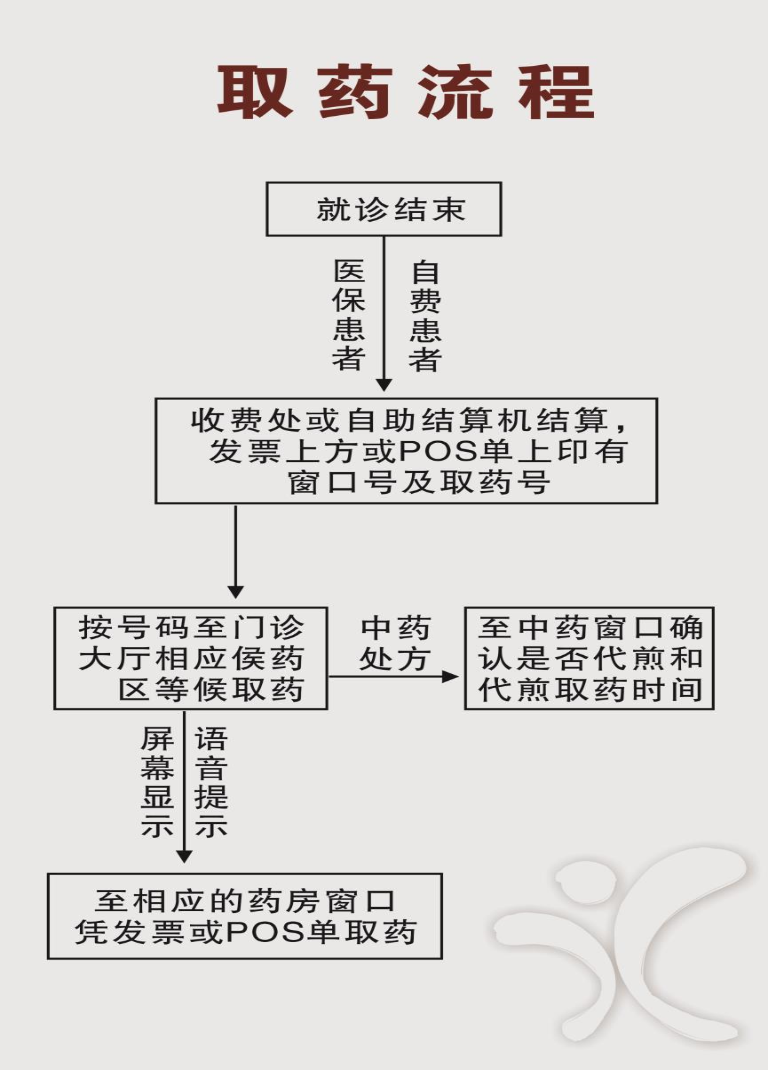 取药流程
就诊结束
医保患者
自费患者
收费处或自助结算机结算，
发票上方或POS单上印有
窗口号及取药号
按号码至门诊
大厅相应侯药
区等候取药
中药
处方
至中药窗口确
认是否代煎和
代煎取药时间
屏幕显示
语音提示
至相应的药房窗口
凭发票或POS单取药